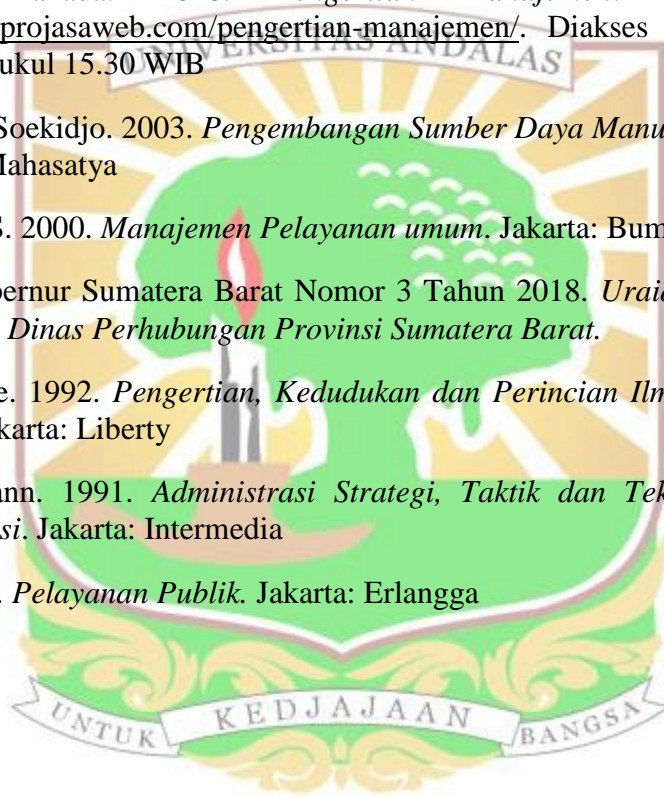 projasaweb.com/pengertian-manajemen/. Diakses
UNIVERSITAS ANDALAS
ukul 15.30 WIB
Soekidjo. 2003. Pengembangan Sumber Daya Manu
Mahasatya
S. 2000. Manajemen Pelayanan umum. Jakarta: Bum
bernur Sumatera Barat Nomor 3 Tahun 2018. Uraia
Dinas Perhubungan Provinsi Sumatera Barat.
e. 1992. Pengertian, Kedudukan dan Perincian Ilm
karta: Liberty
ann. 1991. Administrasi Strategi, Taktik dan Tek
si. Jakarta: Intermedia
. Pelayanan Publik. Jakarta: Erlangga
UNTUK KEDJAJAAN BANGSA